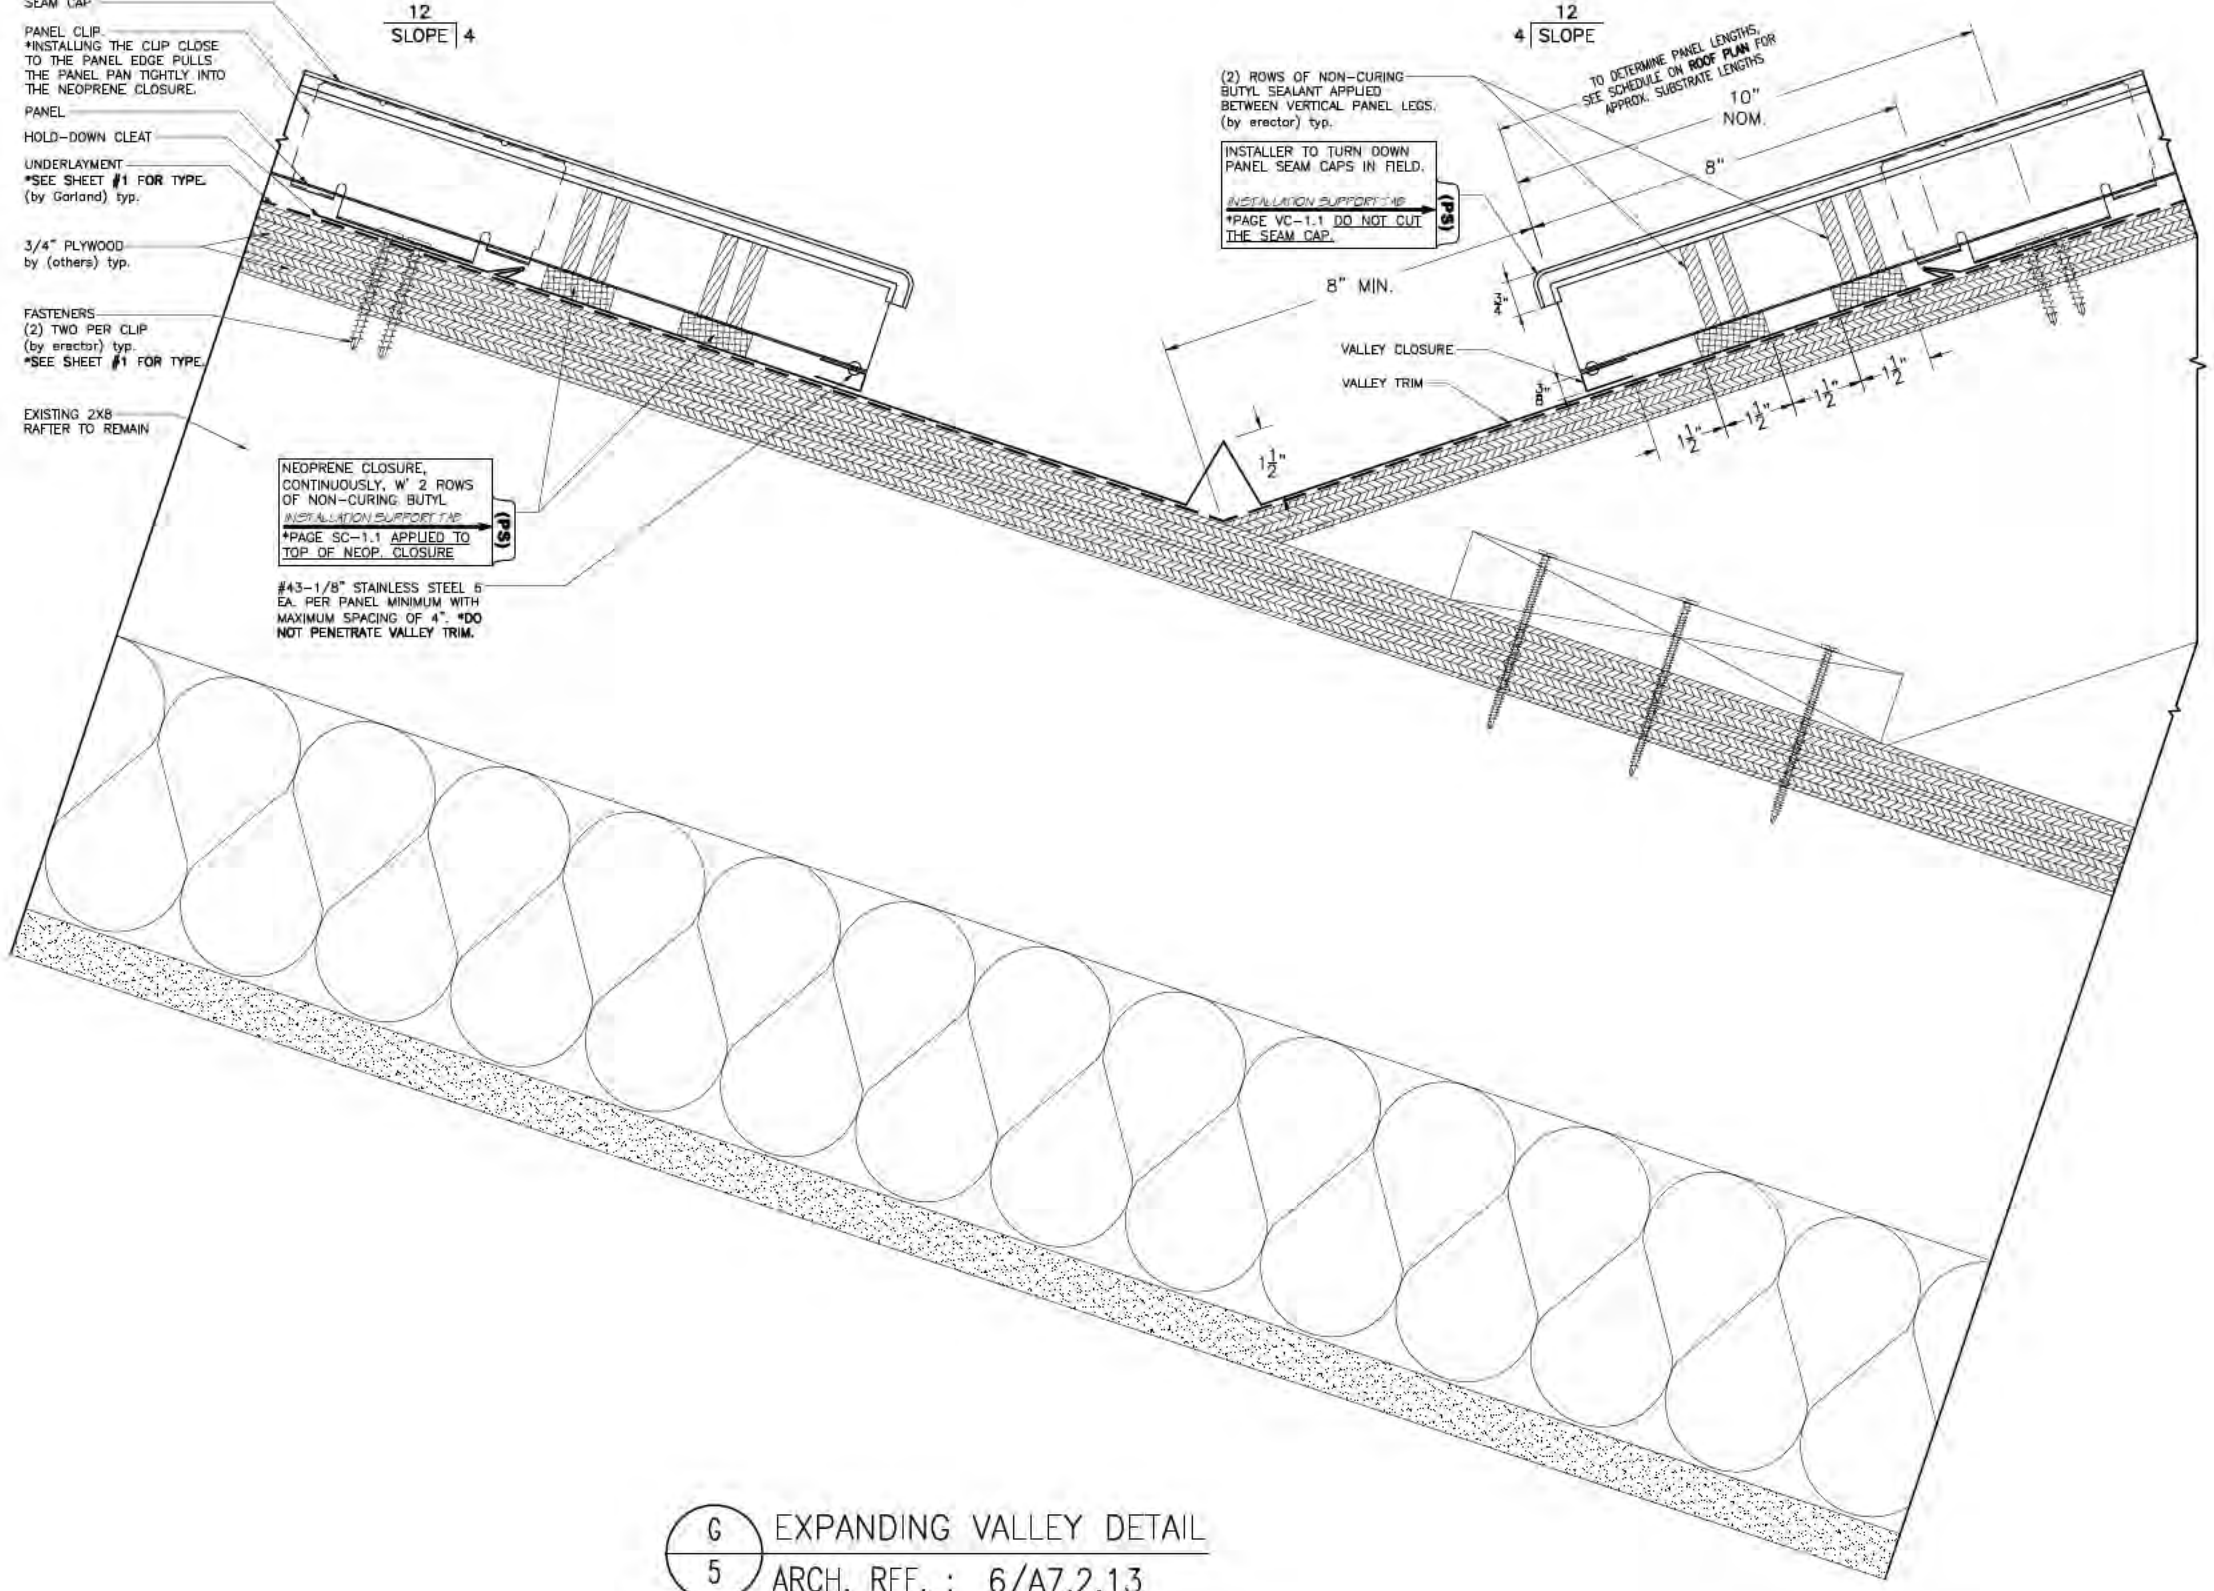 SEAM CAP
PANEL CLIP
*INSTALLING THE CLIP CLOSE
TO THE PANEL EDGE PULLS
THE PANEL PAN TIGHTLY INTO
THE NEOPRENE CLOSURE.
PANEL
HOLD-DOWN CLEAT
UNDERLAYMENT
*SEE SHEET #1 FOR TYPE.
(by Garland) typ.
3/4" PLYWOOD
by (others) typ.
FASTENERS
(2) TWO PER CLIP
(by erector) typ.
*SEE SHEET #1 FOR TYPE.
EXISTING 2X8
RAFTER TO REMAIN
12
SLOPE 4
NEOPRENE CLOSURE,
CONTINUOUSLY, W' 2 ROWS
OF NON-CURING BUTYL
INSTALLATION SUPPORT TAB
*PAGE SC-1.1 APPLIED TO
TOP OF NEOP. CLOSURE
(PS)
#43-1/8" STAINLESS STEEL 5
EA. PER PANEL MINIMUM WITH
MAXIMUM SPACING OF 4". *DO
NOT PENETRATE VALLEY TRIM.
12
4 SLOPE
(2) ROWS OF NON-CURING
BUTYL SEALANT APPLIED
BETWEEN VERTICAL PANEL LEGS.
(by erector) typ.
INSTALLER TO TURN DOWN
PANEL SEAM CAPS IN FIELD.
INSTALLATION SUPPORT TAB
*PAGE VC-1.1 DO NOT CUT
THE SEAM CAP.
(PS)
TO DETERMINE PANEL LENGTHS,
SEE SCHEDULE ON ROOF PLAN FOR
APPROX. SUBSTRATE LENGTHS
10"
NOM.
8"
8" MIN.
3/4"
VALLEY CLOSURE
VALLEY TRIM
3/8"
1 1/2"
1 1/2"
1 1/2"
1 1/2"
1 1/2"
G
5
EXPANDING VALLEY DETAIL
ARCH. REF. : 6/A7.2.13